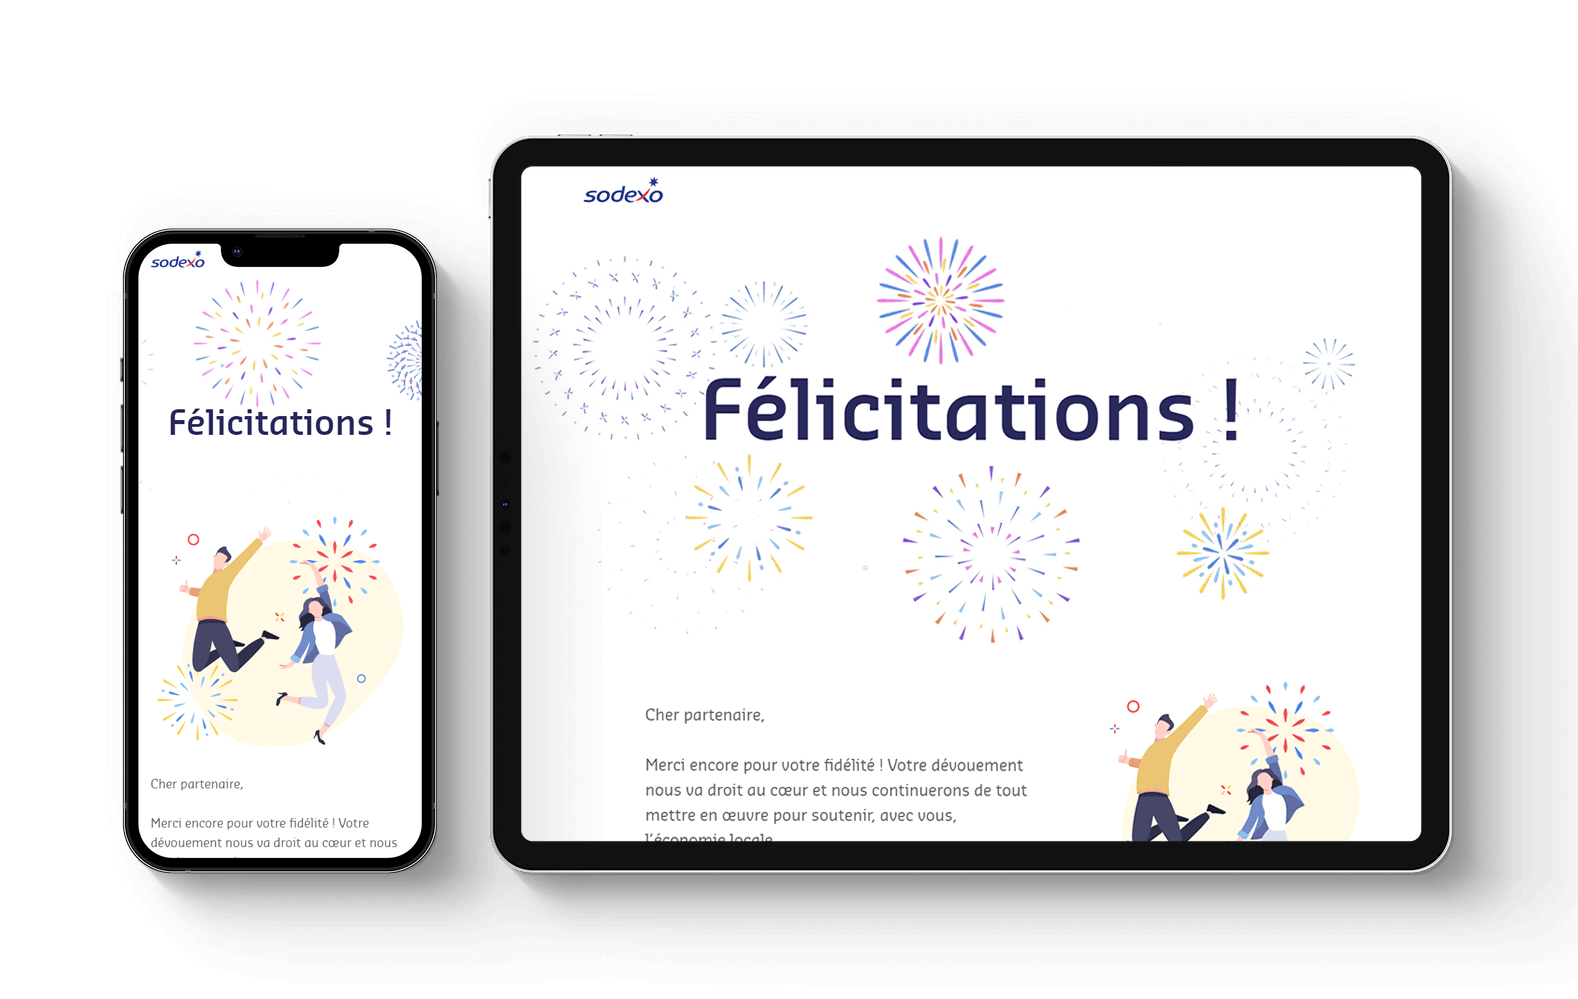 sodexo
Félicitations !
Cher partenaire,
Merci encore pour votre fidélité ! Votre
dévouement nous va droit au cœur et nous
sodexo
Félicitations !
Cher partenaire,
Merci encore pour votre fidélité ! Votre dévouement
nous va droit au cœur et nous continuerons de tout
mettre en œuvre pour soutenir, avec vous,
l'économie locale